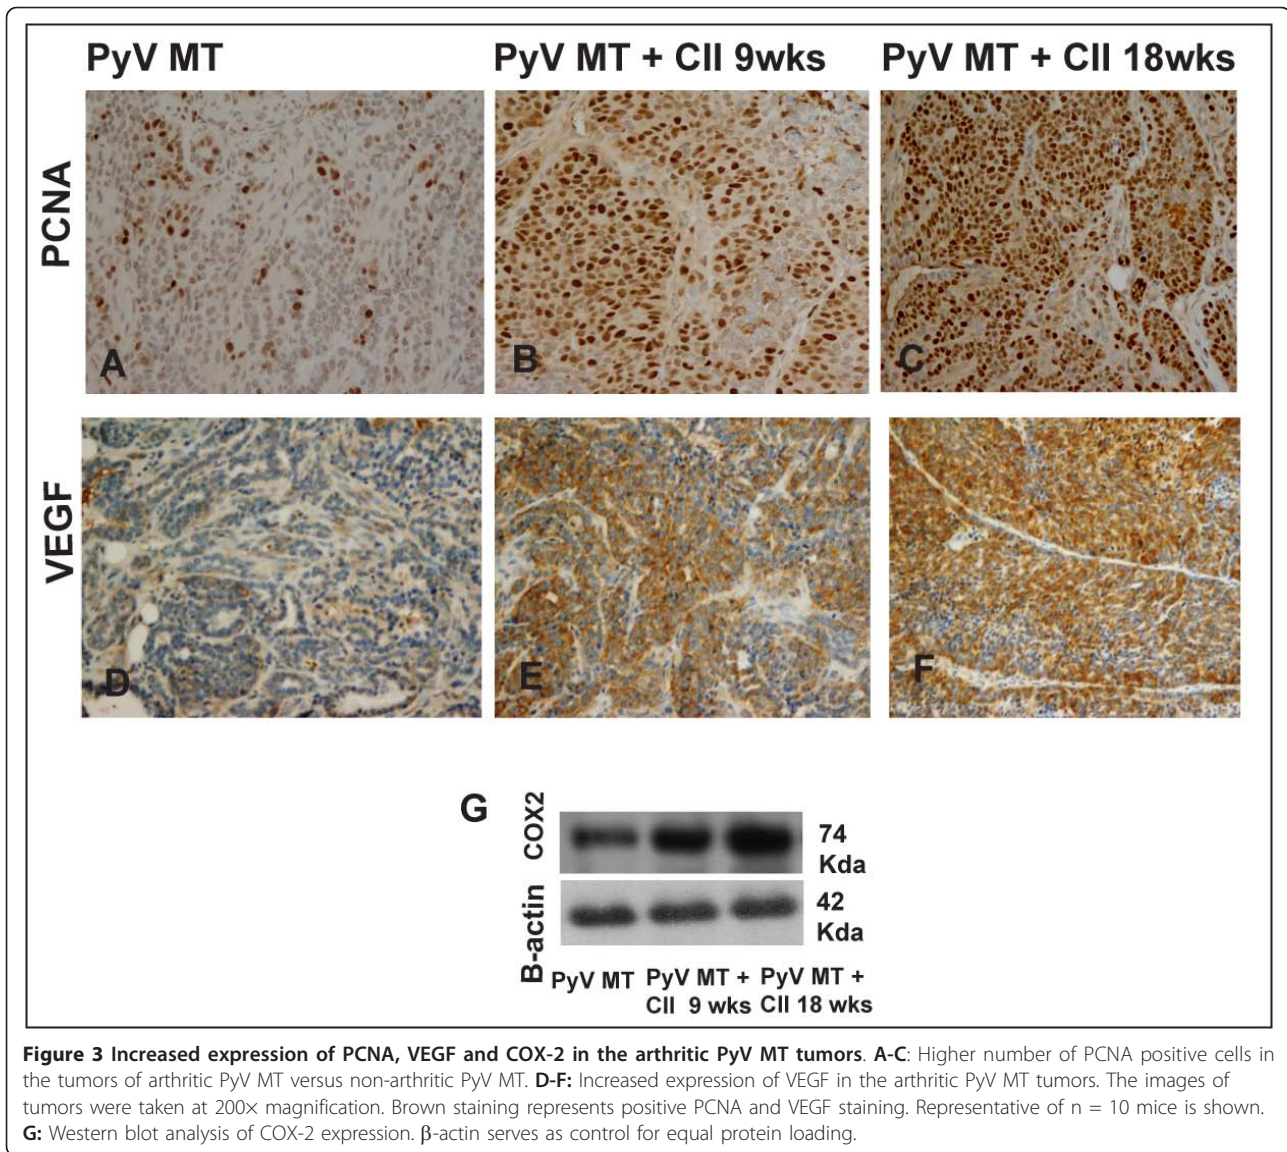 PyV MT
PyV MT + CII 9wks
PyV MT + CII 18wks
PCNA
A
B
C
VEGF
D
E
F
G
COX2
74
Kda
B-actin
42
Kda
PyV MT
PyV MT +
CII 9 wks
PyV MT +
CII 18 wks
Figure 3 Increased expression of PCNA, VEGF and COX-2 in the arthritic PyV MT tumors. A-C: Higher number of PCNA positive cells in
the tumors of arthritic PyV MT versus non-arthritic PyV MT. D-F: Increased expression of VEGF in the arthritic PyV MT tumors. The images of
tumors were taken at 200× magnification. Brown staining represents positive PCNA and VEGF staining. Representative of n = 10 mice is shown.
G: Western blot analysis of COX-2 expression. β-actin serves as control for equal protein loading.